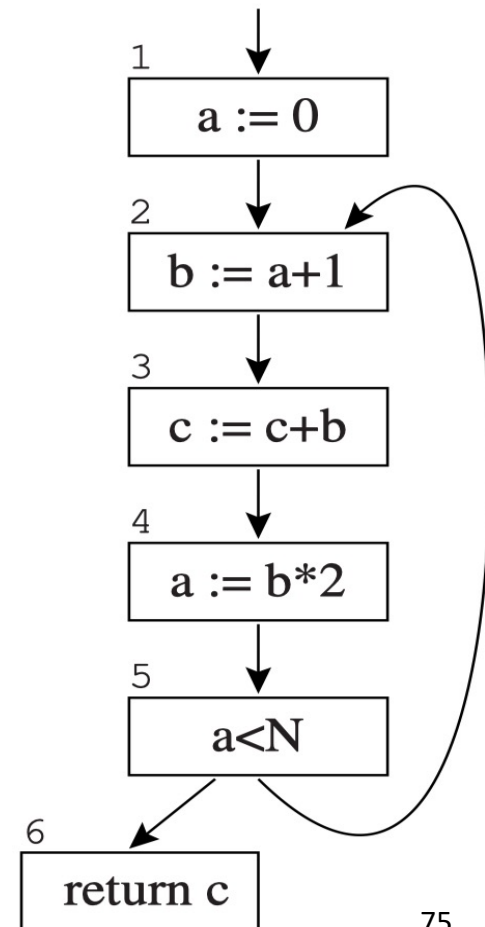 1
a := 0
2
b := a+1
3
c := c+b
4
a := b*2
5
a<N
6
return c
75